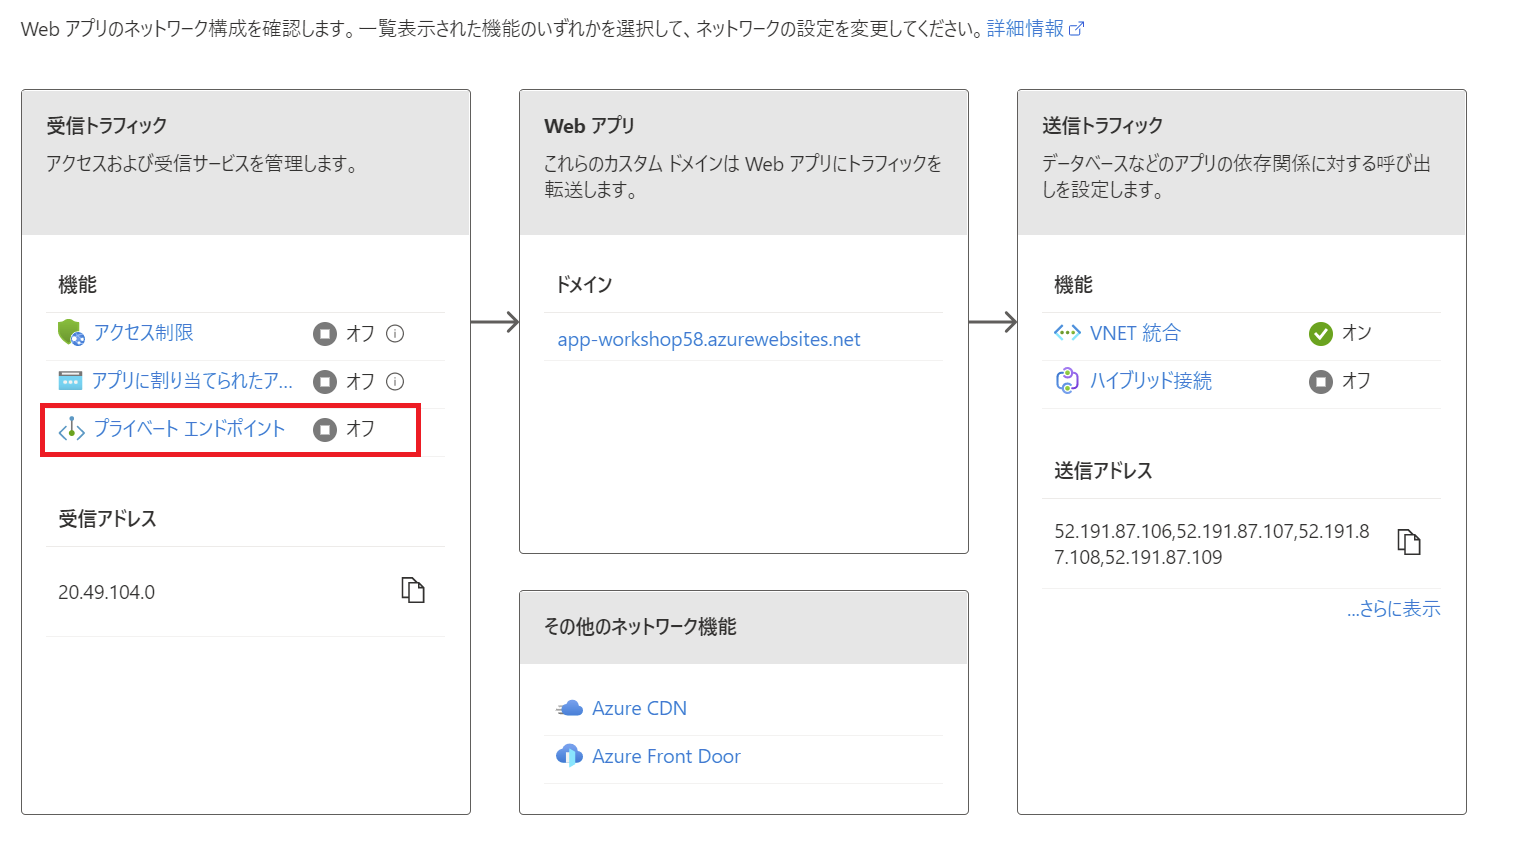 Web アプリのネットワーク構成を確認します。一覧表示された機能のいずれかを選択して、ネットワークの設定を変更してください。詳細情報
受信トラフィック
アクセスおよび受信サービスを管理します。
機能
アクセス制限 オフ
アプリに割り当てられたア... オフ
プライベート エンドポイント オフ
受信アドレス
20.49.104.0
Web アプリ
これらのカスタム ドメインは Web アプリにトラフィックを
転送します。
ドメイン
app-workshop58.azurewebsites.net
その他のネットワーク機能
Azure CDN
Azure Front Door
送信トラフィック
データベースなどのアプリの依存関係に対する呼び出
しを設定します。
機能
VNET 統合 オン
ハイブリッド接続 オフ
送信アドレス
52.191.87.106,52.191.87.107,52.191.8
7.108,52.191.87.109
...さらに表示